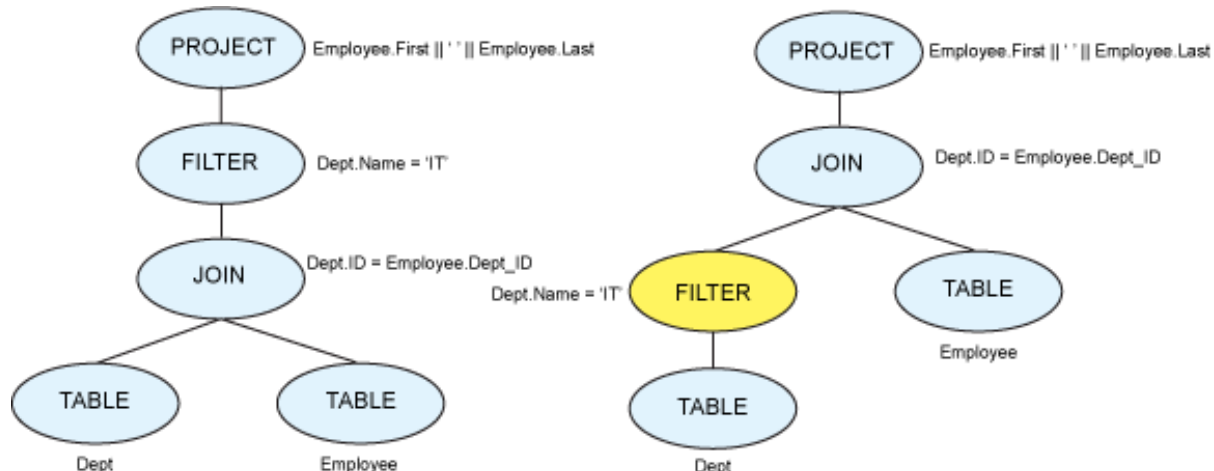 PROJECT
Employee.First || ' ' || Employee.Last
FILTER
Dept.Name = 'IT'
JOIN
Dept.ID = Employee.Dept_ID
TABLE
TABLE
Dept
Employee
PROJECT
Employee.First || ' ' || Employee.Last
JOIN
Dept.ID = Employee.Dept_ID
Dept.Name = 'IT'
FILTER
TABLE
Employee
TABLE
Dept